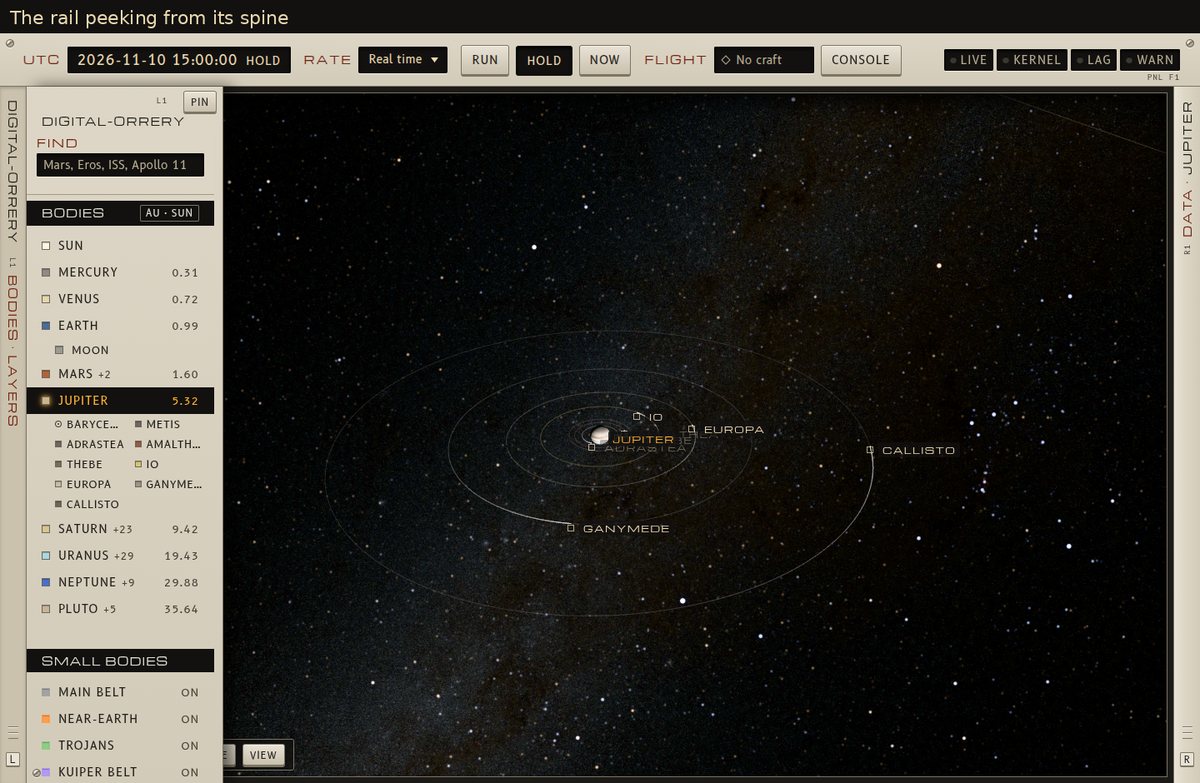 The rail peeking from its spine
UTC 2026-11-10 15:00:00 HOLD RATE Real time RUN HOLD NOW FLIGHT ◇ No craft CONSOLE LIVE KERNEL LAG WARN
PNL F1
DIGITAL-ORRERY L1 BODIES · LAYERS
L
L1 PIN
DIGITAL-ORRERY
FIND
Mars, Eros, ISS, Apollo 11
BODIES AU · SUN
SUN
MERCURY 0.31
VENUS 0.72
EARTH 0.99
MOON
MARS +2 1.60
JUPITER 5.32
BARYCE... METIS
ADRASTEA AMALTH...
THEBE IO
EUROPA GANYME...
CALLISTO
SATURN +23 9.42
URANUS +29 19.43
NEPTUNE +9 29.88
PLUTO +5 35.64
SMALL BODIES
MAIN BELT ON
NEAR-EARTH ON
TROJANS ON
KUIPER BELT ON
IO
EUROPA
JUPITER
ADRASTEA
CALLISTO
GANYMEDE
VIEW
R1 DATA · JUPITER
R